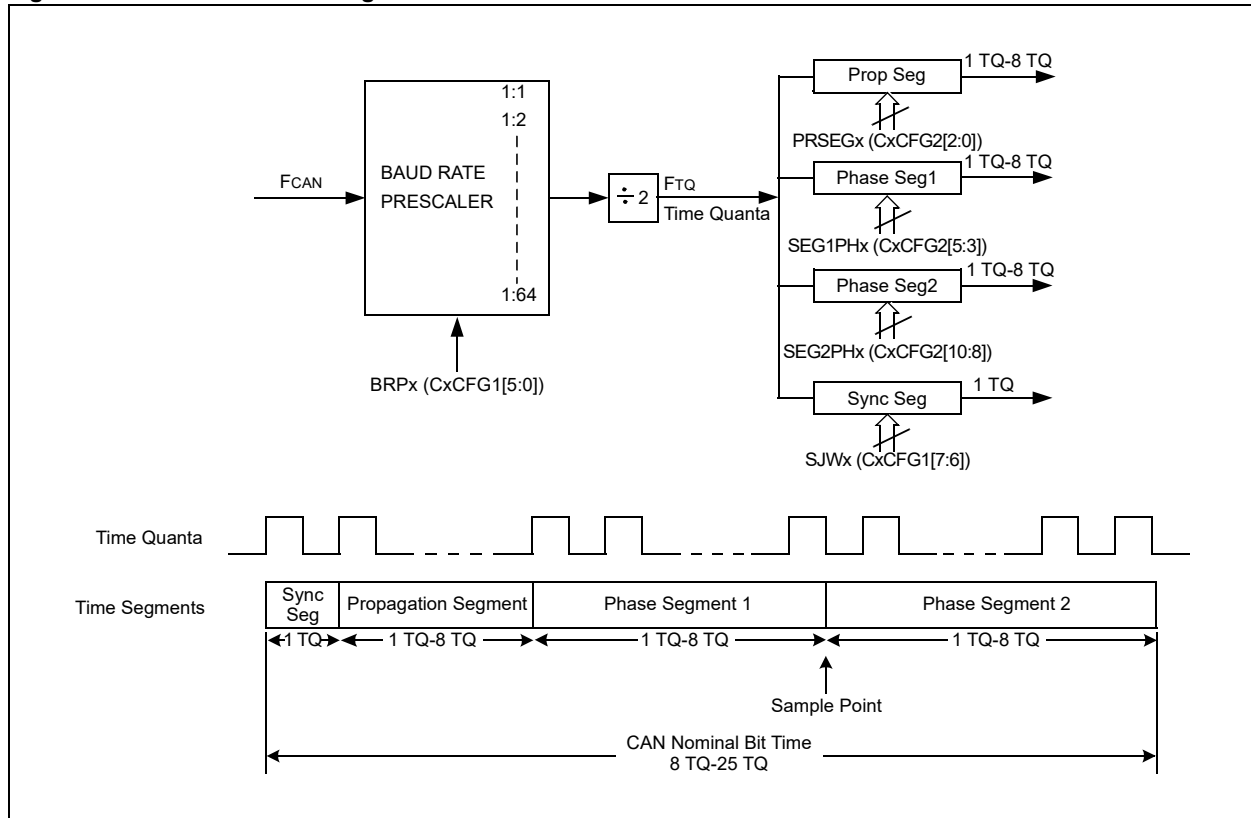 1:1
1:2
1:64
BAUD RATE
PRESCALER
FCAN
BRPx (CxCFG1[5:0])
÷ 2
FTQ
Time Quanta
Prop Seg
1 TQ-8 TQ
PRSEGx (CxCFG2[2:0])
Phase Seg1
1 TQ-8 TQ
SEG1PHx (CxCFG2[5:3])
Phase Seg2
1 TQ-8 TQ
SEG2PHx (CxCFG2[10:8])
Sync Seg
1 TQ
SJWx (CxCFG1[7:6])
Time Quanta
Time Segments
Sync
Seg
Propagation Segment
Phase Segment 1
Phase Segment 2
1 TQ
1 TQ-8 TQ
1 TQ-8 TQ
1 TQ-8 TQ
Sample Point
CAN Nominal Bit Time
8 TQ-25 TQ